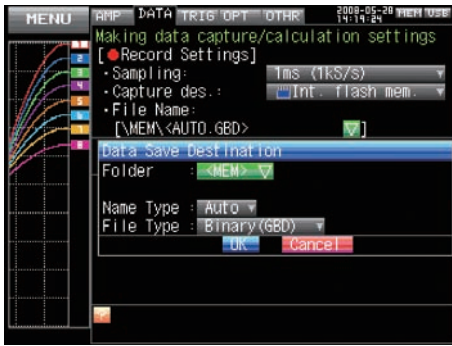 MENU
AMP DATA TRIG OPT OTHR
2008-05-28 14:19:24 MEM USB
Making data capture/calculation settings
[●Record Settings]
・Sampling: 1ms (1kS/s)
・Capture des.: Int. flash mem.
・File Name:
[\MEM\<AUTO.GBD> ]
Data Save Destination
Folder : <MEM>
Name Type : Auto
File Type : Binary(GBD)
OK Cancel
?
1
2
3
4
5
6
7
8